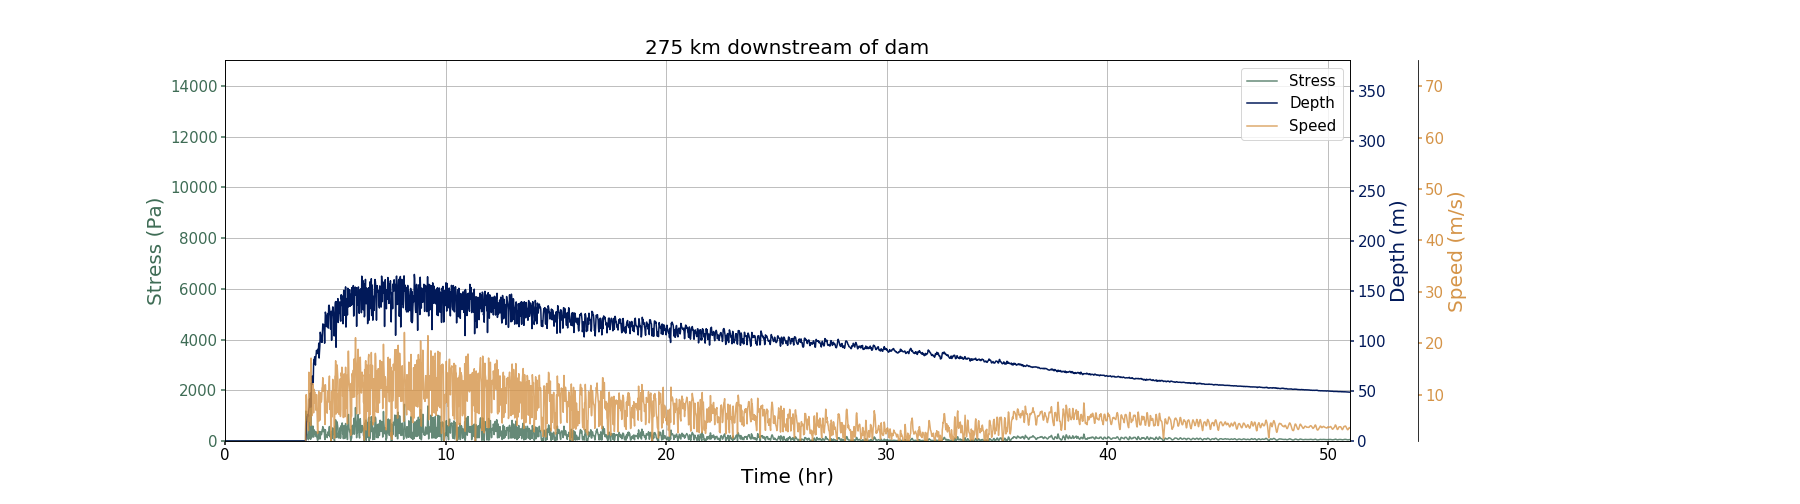 275 km downstream of dam
Stress
Depth
Speed
14000
12000
10000
8000
6000
4000
2000
0
Stress (Pa)
350
300
250
200
150
100
50
0
Depth (m)
70
60
50
40
30
20
10
Speed (m/s)
0 10 20 30 40 50
Time (hr)